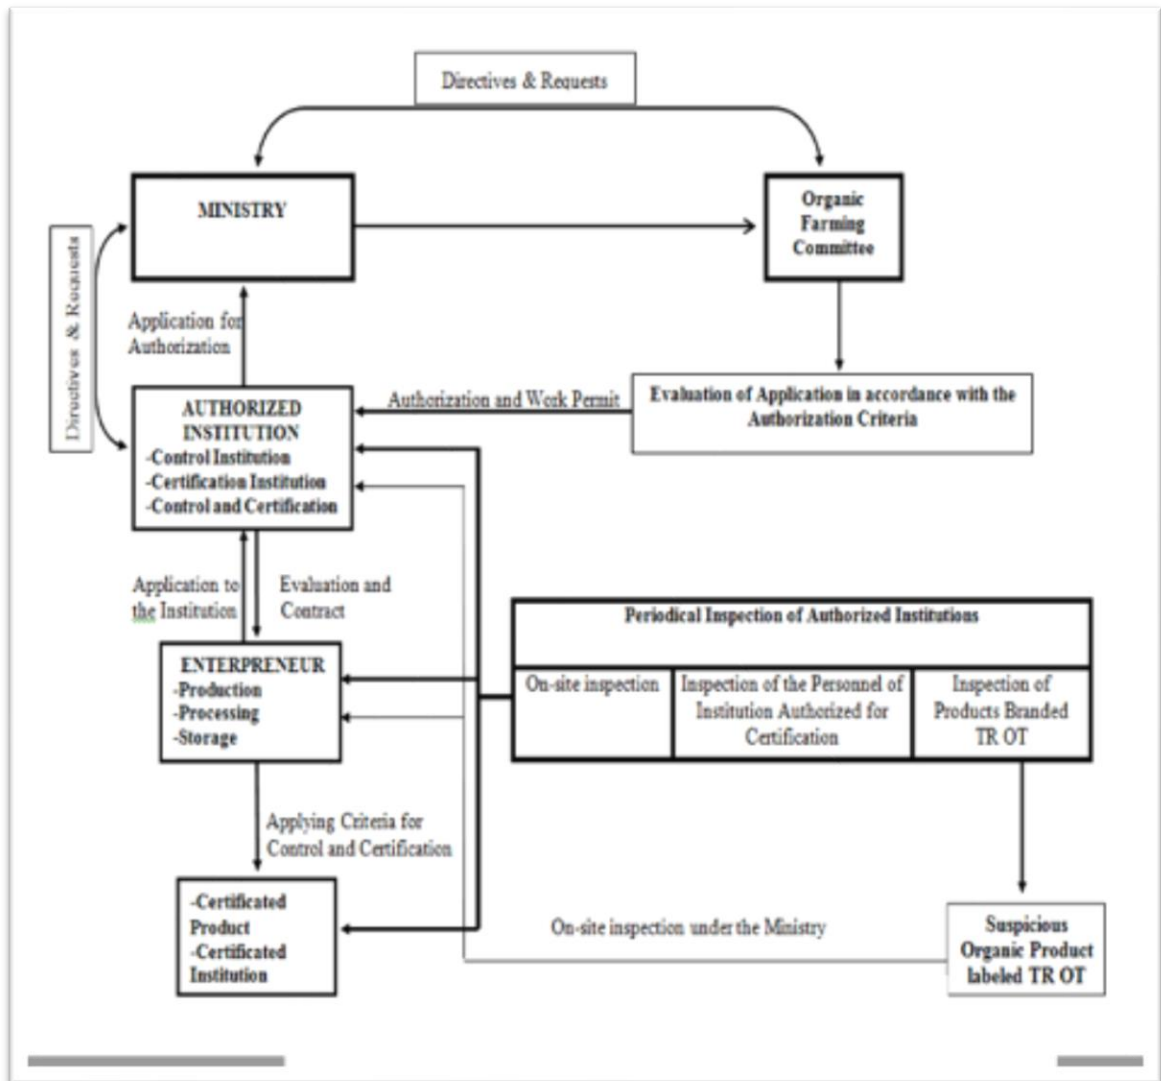 Directives & Requests
MINISTRY
Organic
Farming
Committee
Directives & Requests
Application for
Authorization
AUTHORIZED
INSTITUTION
-Control Institution
-Certification Institution
-Control and Certification
Authorization and Work Permit
Evaluation of Application in accordance with the
Authorization Criteria
Application to
the Institution
Evaluation and
Contract
Periodical Inspection of Authorized Institutions
On-site inspection
Inspection of the Personnel of
Institution Authorized for
Certification
Inspection of
Products Branded
TR OT
ENTERPRENEUR
-Production
-Processing
-Storage
Applying Criteria for
Control and Certification
-Certificated
Product
-Certificated
Institution
On-site inspection under the Ministry
Suspicious
Organic Product
labeled TR OT